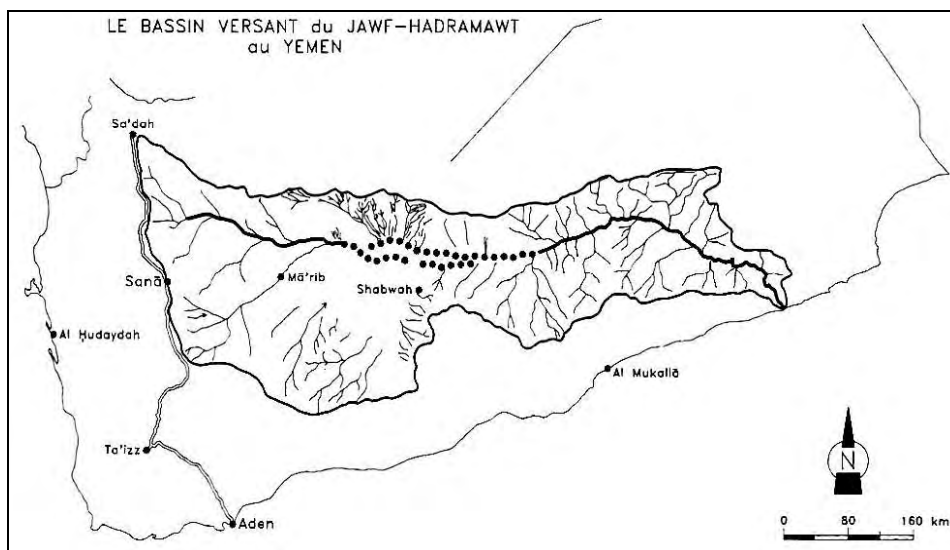 LE BASSIN VERSANT du JAWF-HADRAMAWT
au YEMEN
Sa'dah
Sanā
Mā'rib
Shabwah
Al Ḥudaydah
Al Mukallā
Ta'izz
Aden
N
0 80 160 km